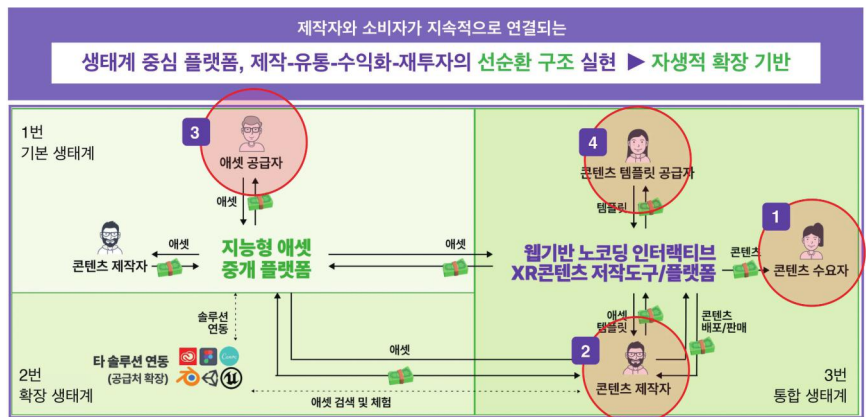 제작자와 소비자가 지속적으로 연결되는
생태계 중심 플랫폼, 제작-유통-수익화-재투자의 선순환 구조 실현 ▶ 자생적 확장 기반
1번
기본 생태계
3
애셋 공급자
애셋
콘텐츠 제작자
애셋
지능형 애셋
중개 플랫폼
애셋
4
콘텐츠 템플릿 공급자
템플릿
웹기반 노코딩 인터랙티브
XR콘텐츠 저작도구/플랫폼
콘텐츠
1
콘텐츠 수요자
솔루션
연동
타 솔루션 연동
(공급처 확장)
2번
확장 생태계
애셋
애셋 검색 및 체험
애셋
템플릿
콘텐츠
배포/판매
2
콘텐츠 제작자
3번
통합 생태계